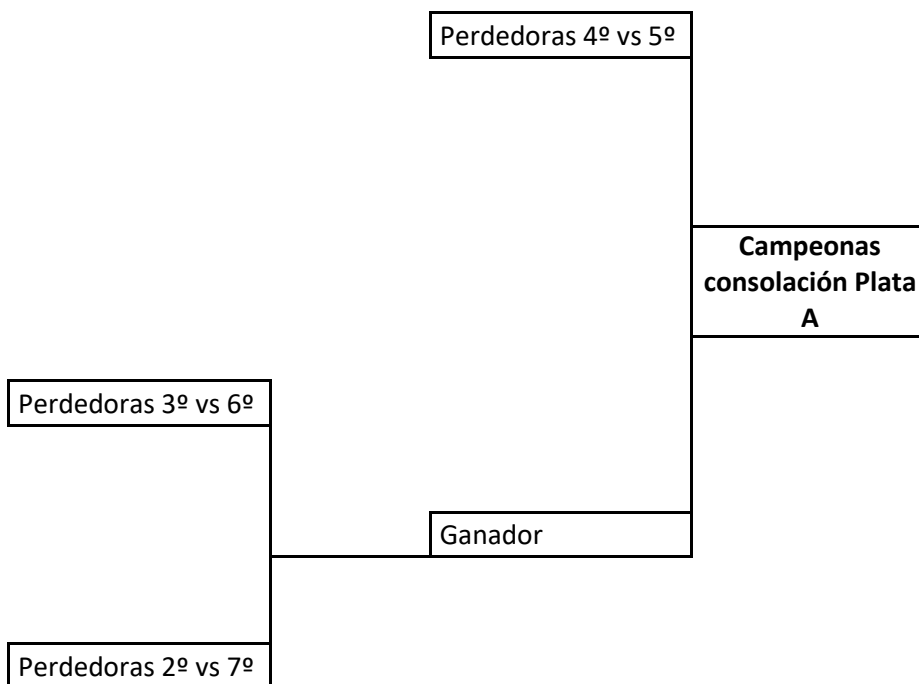 Perdedoras 4º vs 5º
Campeonas
consolación Plata
A
Perdedoras 3º vs 6º
Ganador
Perdedoras 2º vs 7º